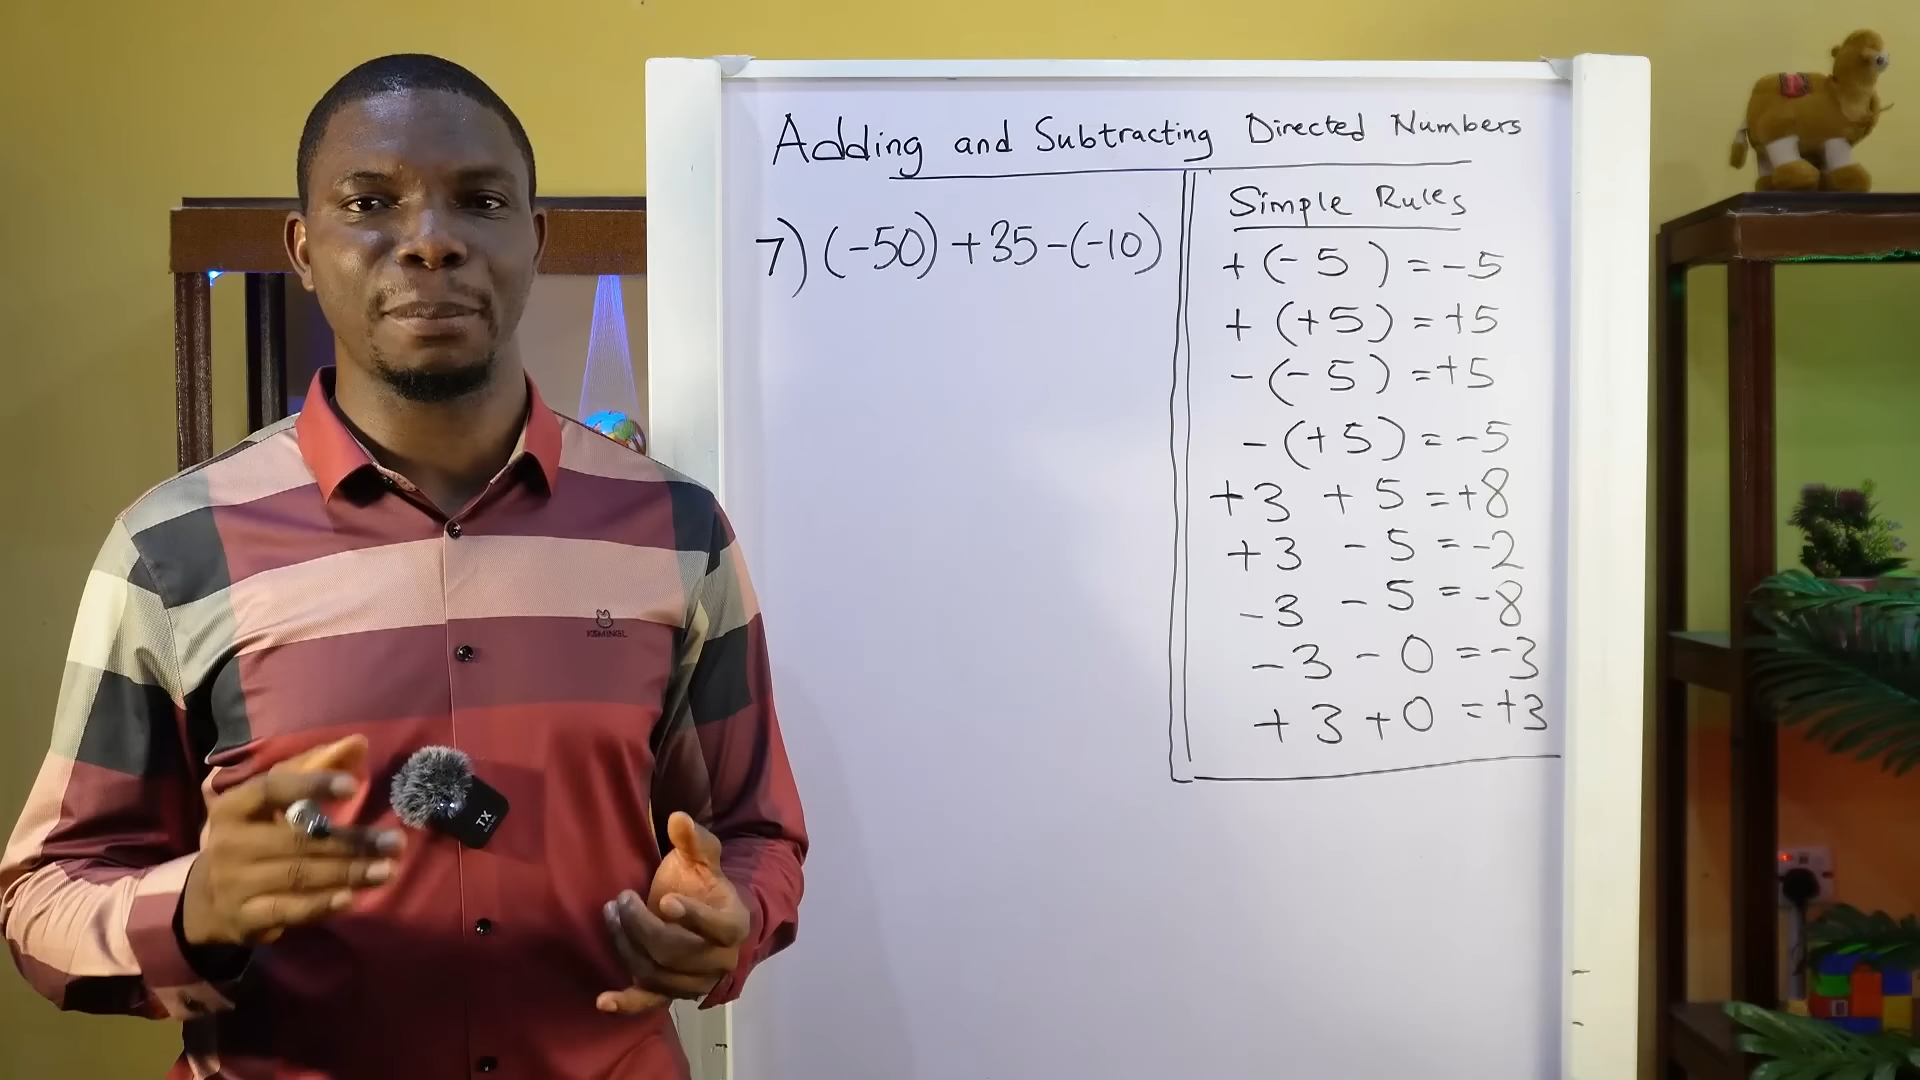 Adding and Subtracting Directed Numbers
7) (-50) +35 -(-10)
Simple Rules
+ (-5) = -5
+ (+5) = +5
- (-5) = +5
- (+5) = -5
+3 + 5 = +8
+3 - 5 = -2
-3 - 5 = -8
-3 - 0 = -3
+3 + 0 = +3
TX